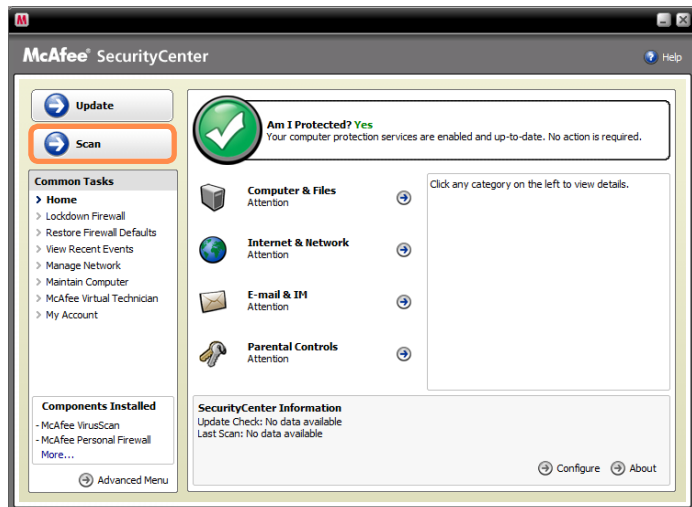 McAfee® SecurityCenter
Help
Update
Scan
Am I Protected? Yes
Your computer protection services are enabled and up-to-date. No action is required.
Common Tasks
Home
Lockdown Firewall
Restore Firewall Defaults
View Recent Events
Manage Network
Maintain Computer
McAfee Virtual Technician
My Account
Computer & Files
Attention
Internet & Network
Attention
E-mail & IM
Attention
Parental Controls
Attention
Click any category on the left to view details.
Components Installed
- McAfee VirusScan
- McAfee Personal Firewall
More...
Advanced Menu
SecurityCenter Information
Update Check: No data available
Last Scan: No data available
Configure
About